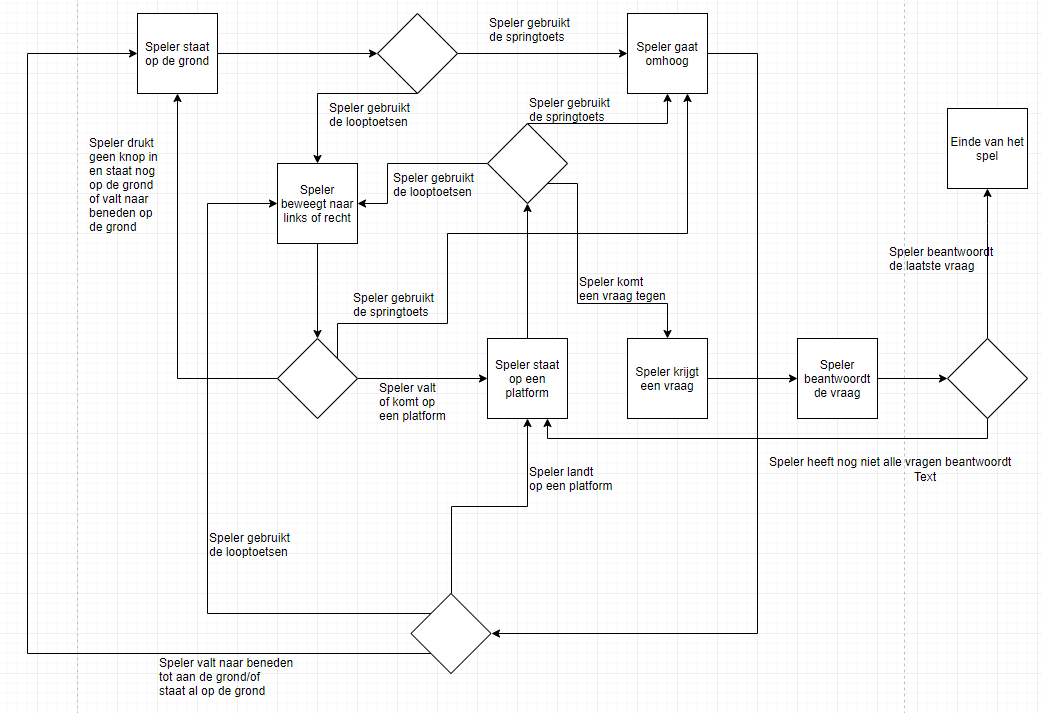 Speler staat
op de grond
Speler gebruikt
de springtoets
Speler gaat
omhoog
Speler gebruikt
de looptoetsen
Speler gebruikt
de springtoets
Speler drukt
geen knop in
en staat nog
op de grond
of valt naar
beneden op
de grond
Speler
beweegt naar
links of recht
Speler gebruikt
de looptoetsen
Einde van het
spel
Speler beantwoordt
de laatste vraag
Speler gebruikt
de springtoets
Speler komt
een vraag tegen
Speler valt
of komt op
een platform
Speler staat
op een
platform
Speler krijgt
een vraag
Speler
beantwoordt
de vraag
Speler heeft nog niet alle vragen beantwoordt
Text
Speler landt
op een platform
Speler gebruikt
de looptoetsen
Speler valt naar beneden
tot aan de grond/of
staat al op de grond